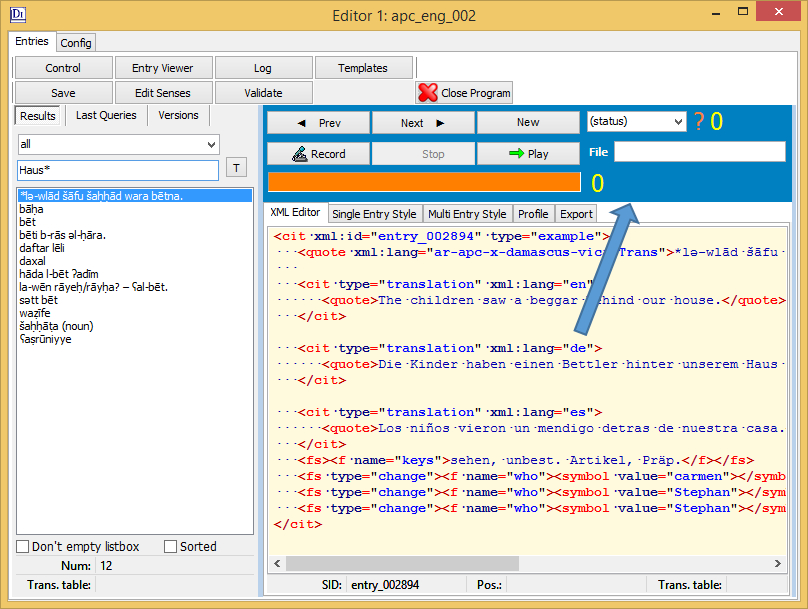 DL
Editor 1: apc_eng_002
Entries Config
Control Entry Viewer Log Templates
Save Edit Senses Validate Close Program
Results Last Queries Versions
all
Haus* T
*lə-wlād šāfu šaḥḥād wara bētna.
bāḥa
bēt
bēti b-rās əl-ḥāra.
daftar lēli
daxal
hāda l-bēt ʔadīm
la-wēn rāyeḥ/rāyḥa? – ʕal-bēt.
sətt bēt
waẓīfe
šaḥḥāṭa (noun)
ʕaṣrūniyye
Don't empty listbox Sorted
Num: 12
Trans. table:
Prev Next New (status) ? 0
Record Stop Play File
0
XML Editor Single Entry Style Multi Entry Style Profile Export
<cit xml:id="entry_002894" type="example">
<quote xml:lang="ar-apc-x-damascus-vic Trans">*lə-wlād šāfu
<cit type="translation" xml:lang="en"
<quote>The children saw a beggar hind our house.</quote>
</cit>
<cit type="translation" xml:lang="de">
<quote>Die Kinder haben einen Bettler hinter unserem Haus
</cit>
<cit type="translation" xml:lang="es">
<quote>Los niños vieron un mendigo detras de nuestra casa.
</cit>
<fs><f name="keys">sehen, unbest. Artikel, Präp.</f></fs>
<fs type="change"><f name="who"><symbol value="carmen"></symb
<fs type="change"><f name="who"><symbol value="Stephan"></sym
<fs type="change"><f name="who"><symbol value="Stephan"></sym
</cit>
SID: entry_002894 Pos.: Trans. table: